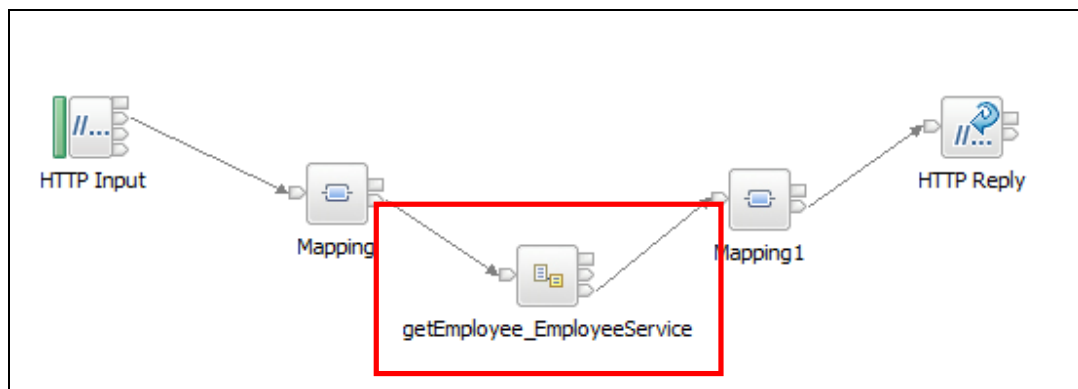 //...
//...
HTTP Input
HTTP Reply
Mapping
Mapping1
getEmployee_EmployeeService